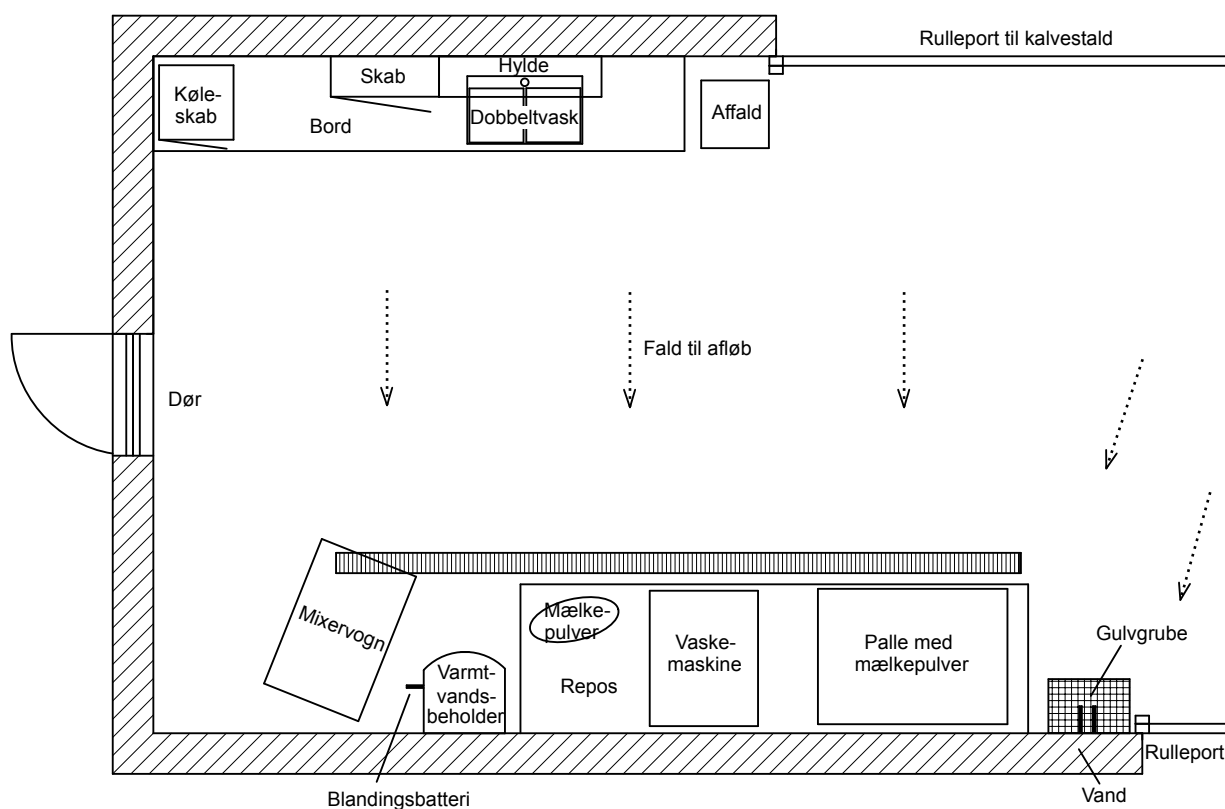 Rulleport til kalvestald
Hylde
Skab
Køle-
skab
Bord
Dobbeltvask
Affald
Fald til afløb
Dør
Mixervogn
Mælke-
pulver
Repos
Vaske-
maskine
Palle med
mælkepulver
Gulvgrube
Varmt-
vands-
beholder
Rulleport
Blandingsbatteri
Vand